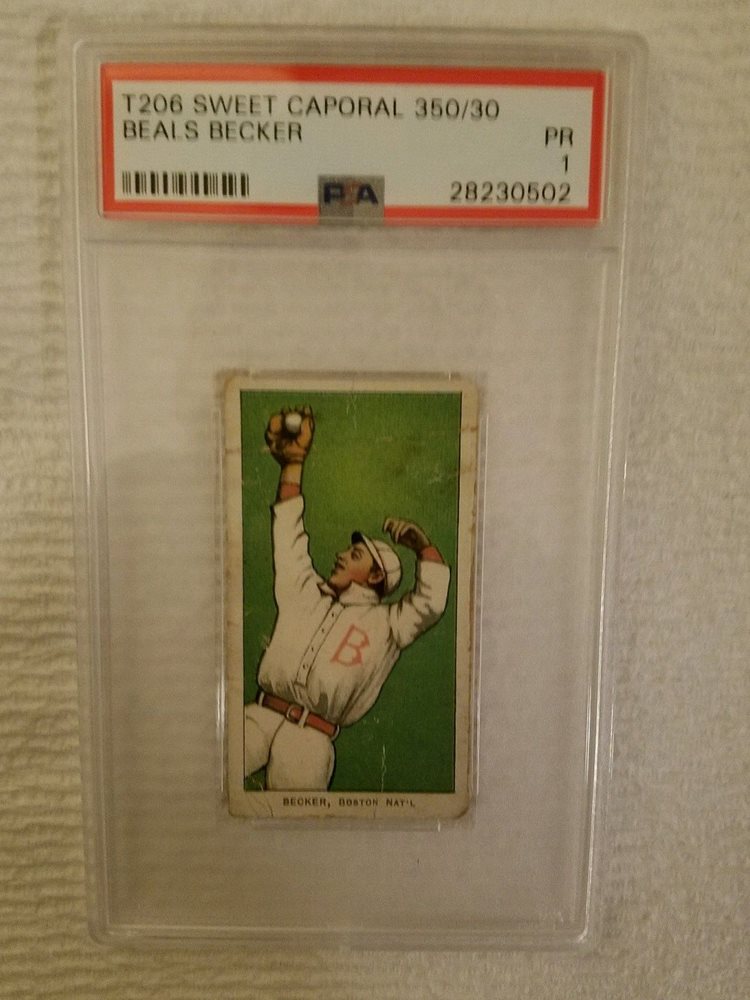 T206 SWEET CAPORAL 350/30
BEALS BECKER
PR
1
PSA
28230502
B
BECKER, BOSTON NAT'L